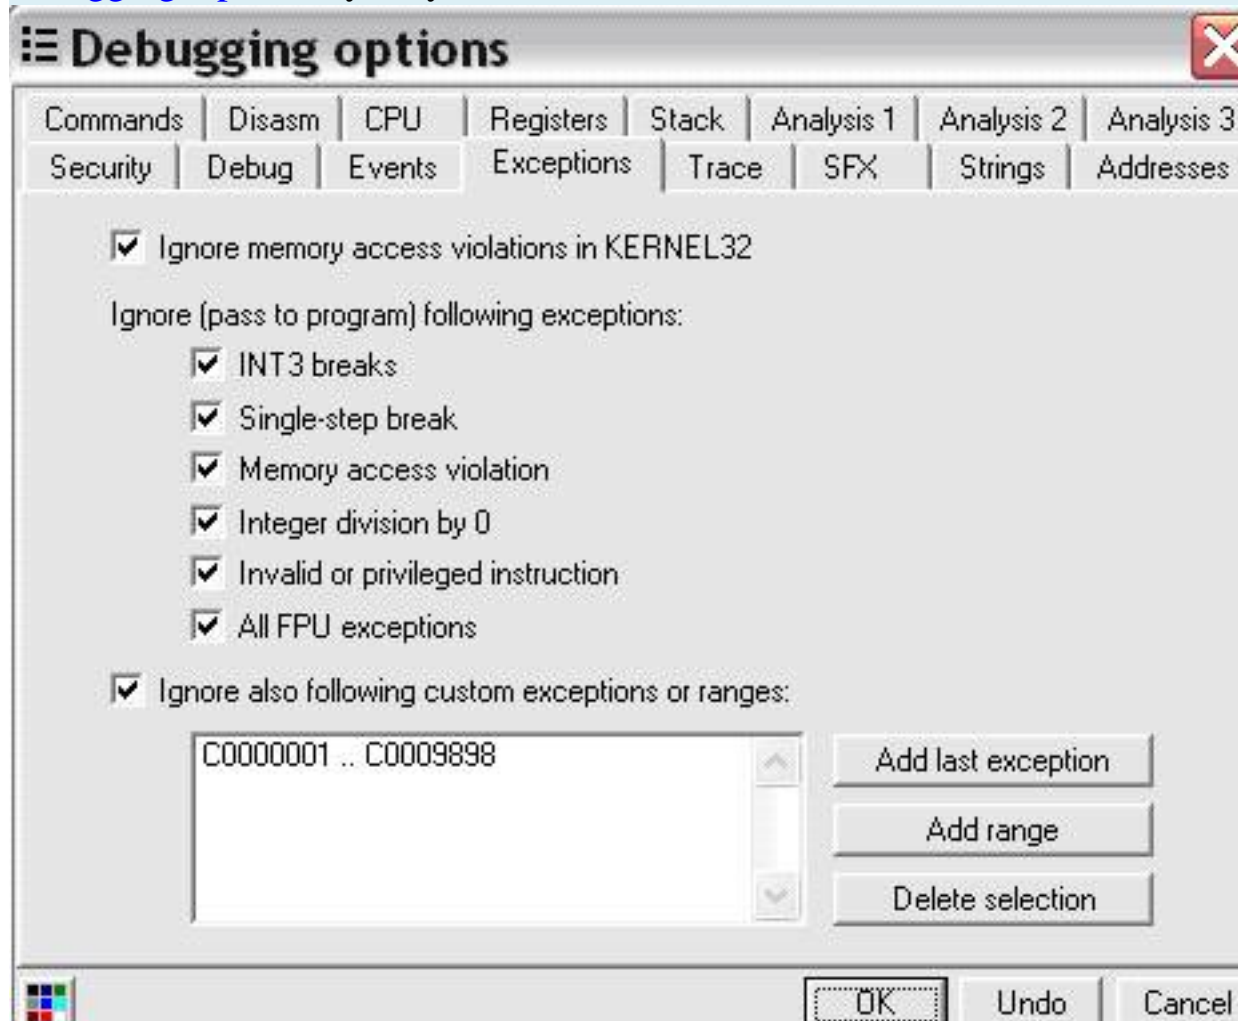 Debugging options
Commands Disasm CPU Registers Stack Analysis 1 Analysis 2 Analysis 3
Security Debug Events Exceptions Trace SFX Strings Addresses
Ignore memory access violations in KERNEL32
Ignore (pass to program) following exceptions:
INT3 breaks
Single-step break
Memory access violation
Integer division by 0
Invalid or privileged instruction
All FPU exceptions
Ignore also following custom exceptions or ranges:
C0000001 .. C0009898
Add last exception
Add range
Delete selection
OK Undo Cancel